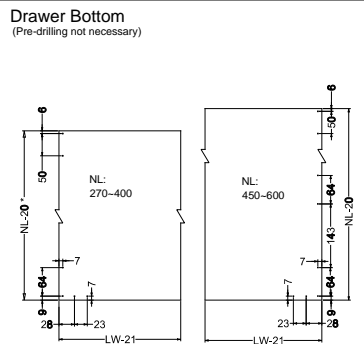 Drawer Bottom
(Pre-drilling not necessary)
6
50
NL-20 *
NL:
270~400
7
64
7
9
28
23
LW-21
6
50
NL:
450~600
64
143
NL-20
7
64
7
9
23
28
LW-21